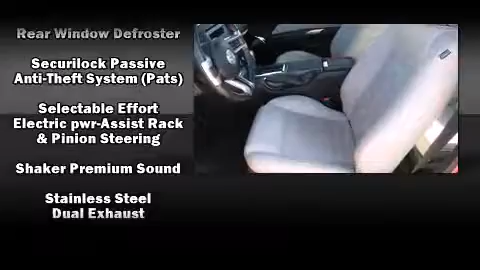 Rear Window Defroster
Securilock Passive
Anti-Theft System (Pats)
Selectable Effort
Electric pwr-Assist Rack
& Pinion Steering
Shaker Premium Sound
Stainless Steel
Dual Exhaust